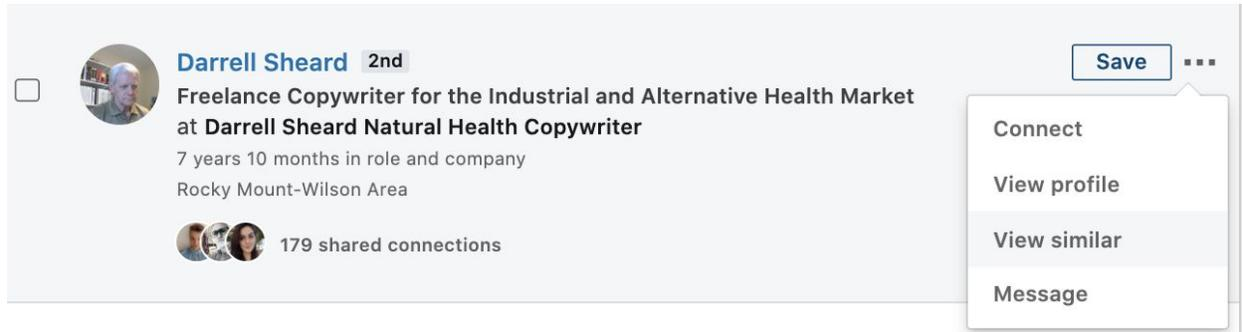 Darrell Sheard 2nd
Freelance Copywriter for the Industrial and Alternative Health Market
at Darrell Sheard Natural Health Copywriter
7 years 10 months in role and company
Rocky Mount-Wilson Area
179 shared connections
Save
Connect
View profile
View similar
Message